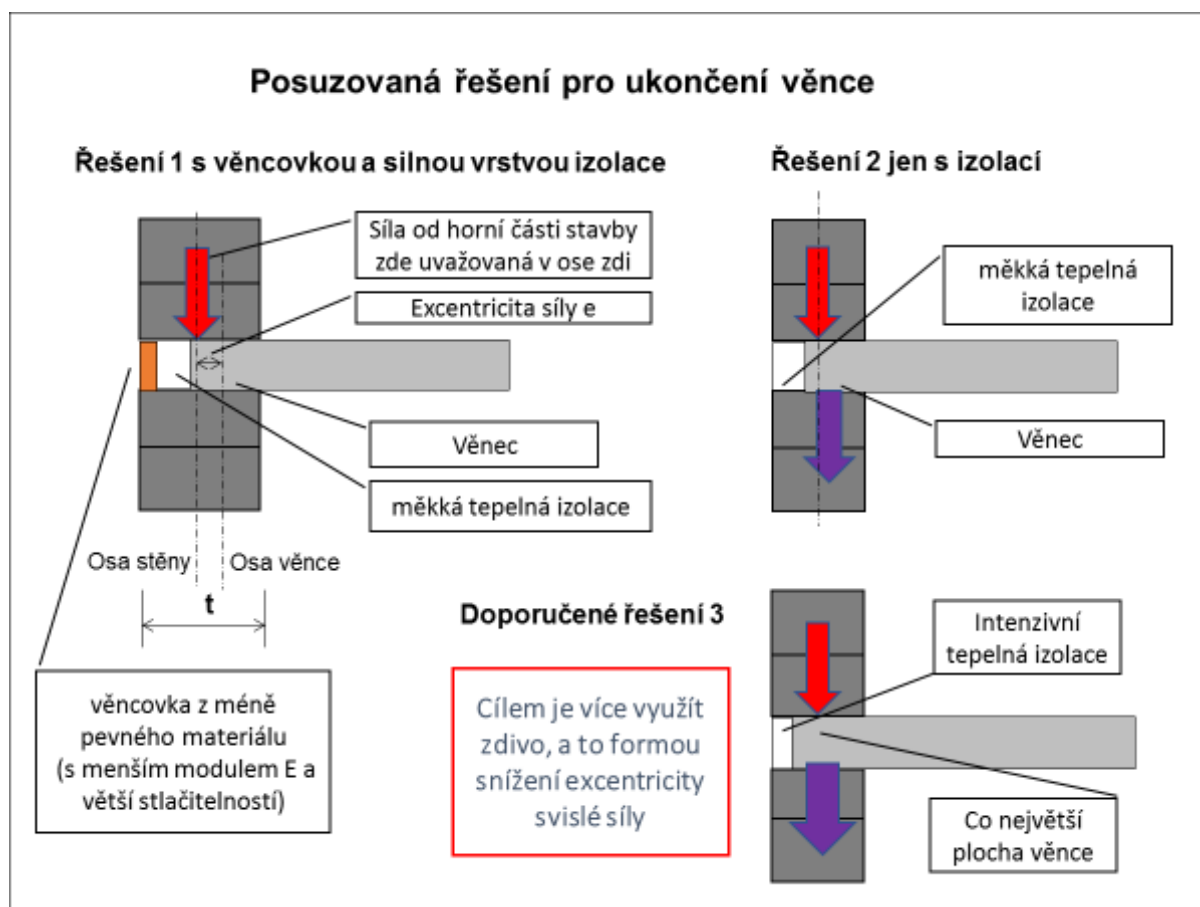 Posuzovaná řešení pro ukončení věnce
Řešení 1 s věncovkou a silnou vrstvou izolace
Síla od horní části stavby
zde uvažovaná v ose zdi
Excentricita síly e
Věnec
měkká tepelná izolace
Osa stěny
Osa věnce
t
věncovka z méně
pevného materiálu
(s menším modulem E a
větší stlačitelností)
Řešení 2 jen s izolací
měkká tepelná
izolace
Věnec
Doporučené řešení 3
Cílem je více využít
zdivo, a to formou
snížení excentricity
svislé síly
Intenzivní
tepelná izolace
Co největší
plocha věnce